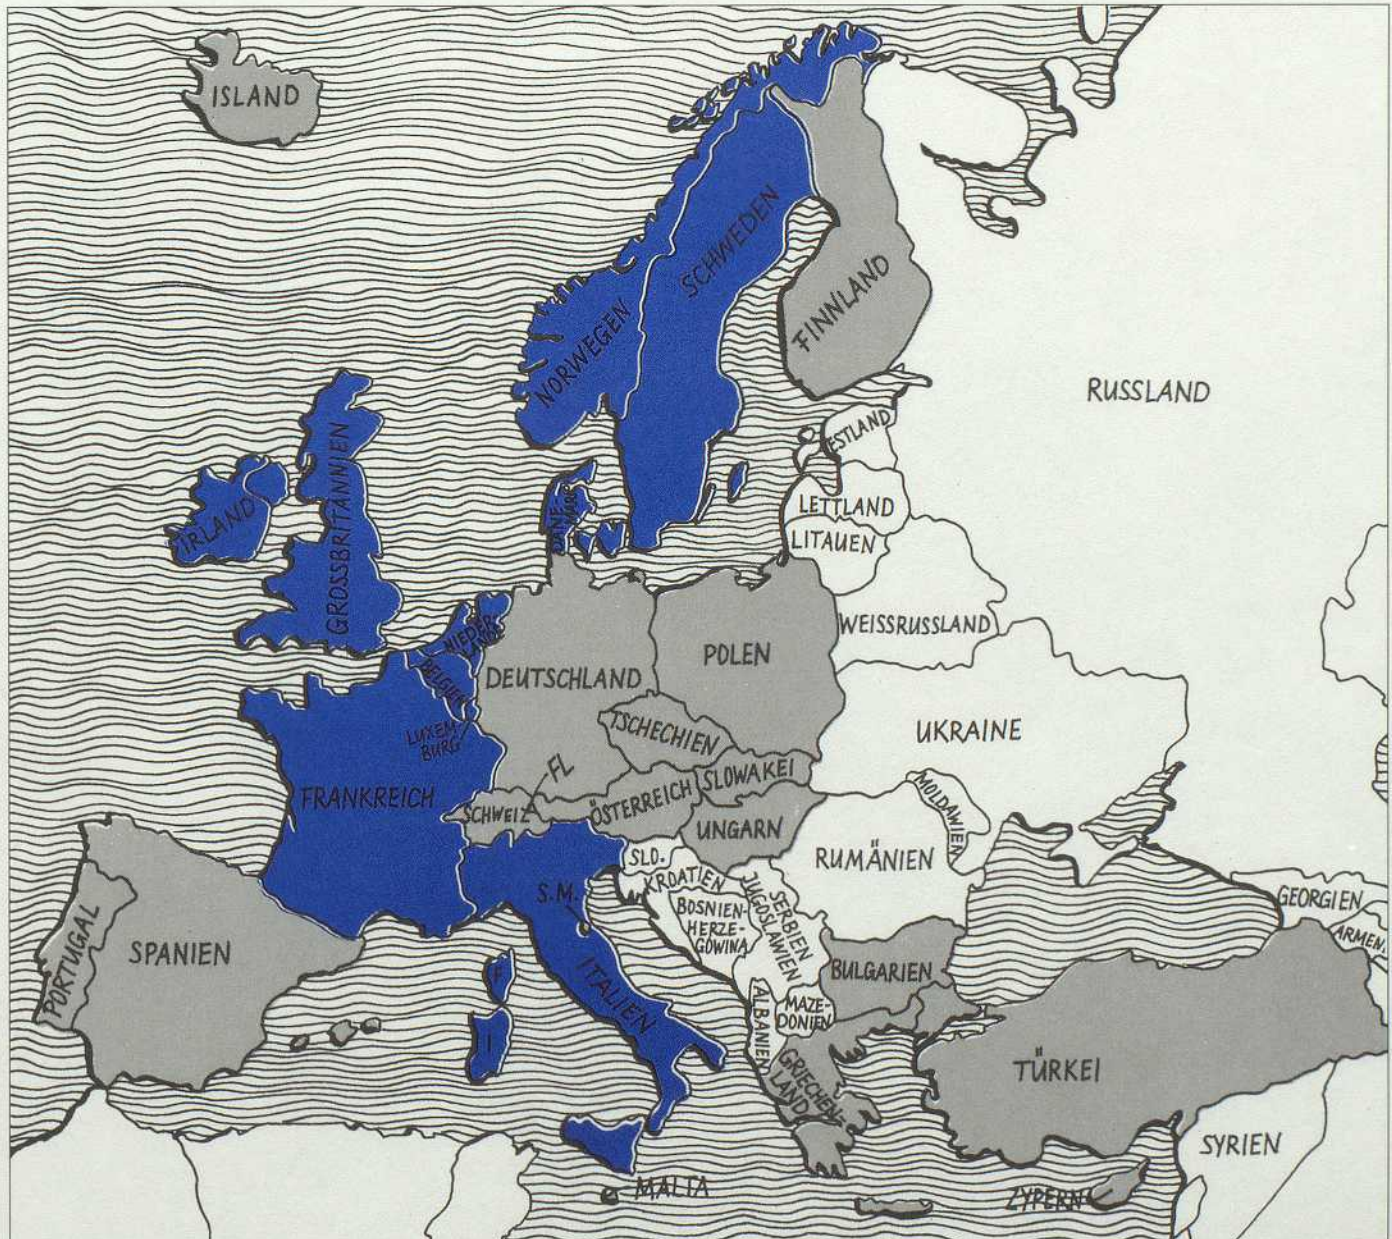 ISLAND
SCHWEDEN
FINNLAND
NORWEGEN
RUSSLAND
ESTLAND
LETTLAND
LITAUEN
IRLAND
GROSSBRITANNIEN
DÄNE-
MARK
NIEDER-
LANDE
BELGIEN
LUXEM-
BURG
DEUTSCHLAND
POLEN
WEISSRUSSLAND
TSCHECHIEN
UKRAINE
FL
SLOWAKEI
FRANKREICH
SCHWEIZ
ÖSTERREICH
UNGARN
MOLDAWIEN
RUMÄNIEN
SLO.
KROATIEN
BOSNIEN-
HERZE-
GOWINA
SERBIEN
JUGOSLAWIEN
S.M.
GEORGIEN
ARMEN.
PORTUGAL
SPANIEN
F
ITALIEN
BULGARIEN
MAZE-
DONIEN
ALBANIEN
I
GRIECHEN-
LAND
TÜRKEI
SYRIEN
MALTA
ZYPERN